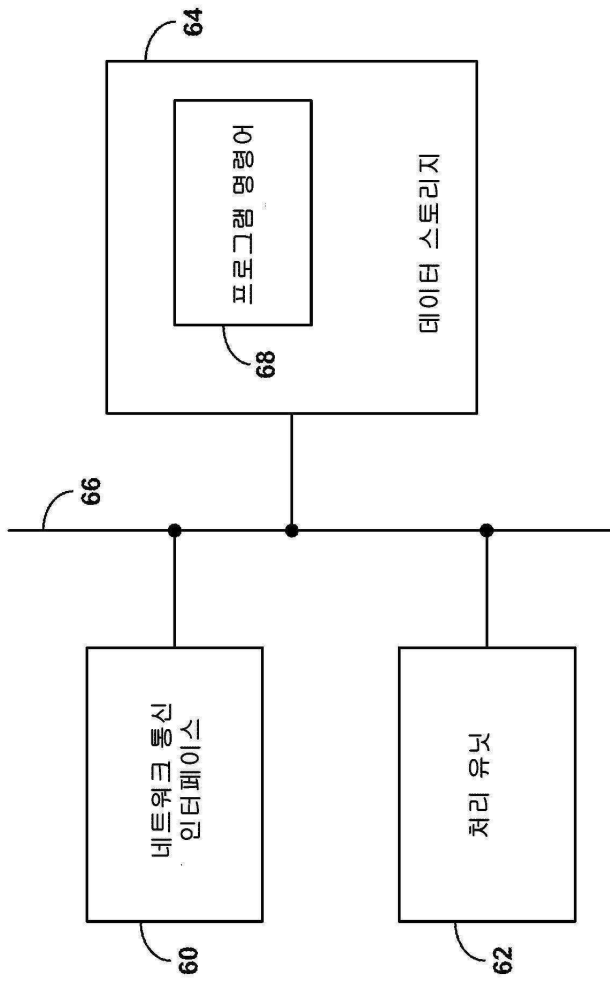 66
네트워크 통신
인터페이스
60
64
프로그램 명령어
68
데이터 스토리지
처리 유닛
62